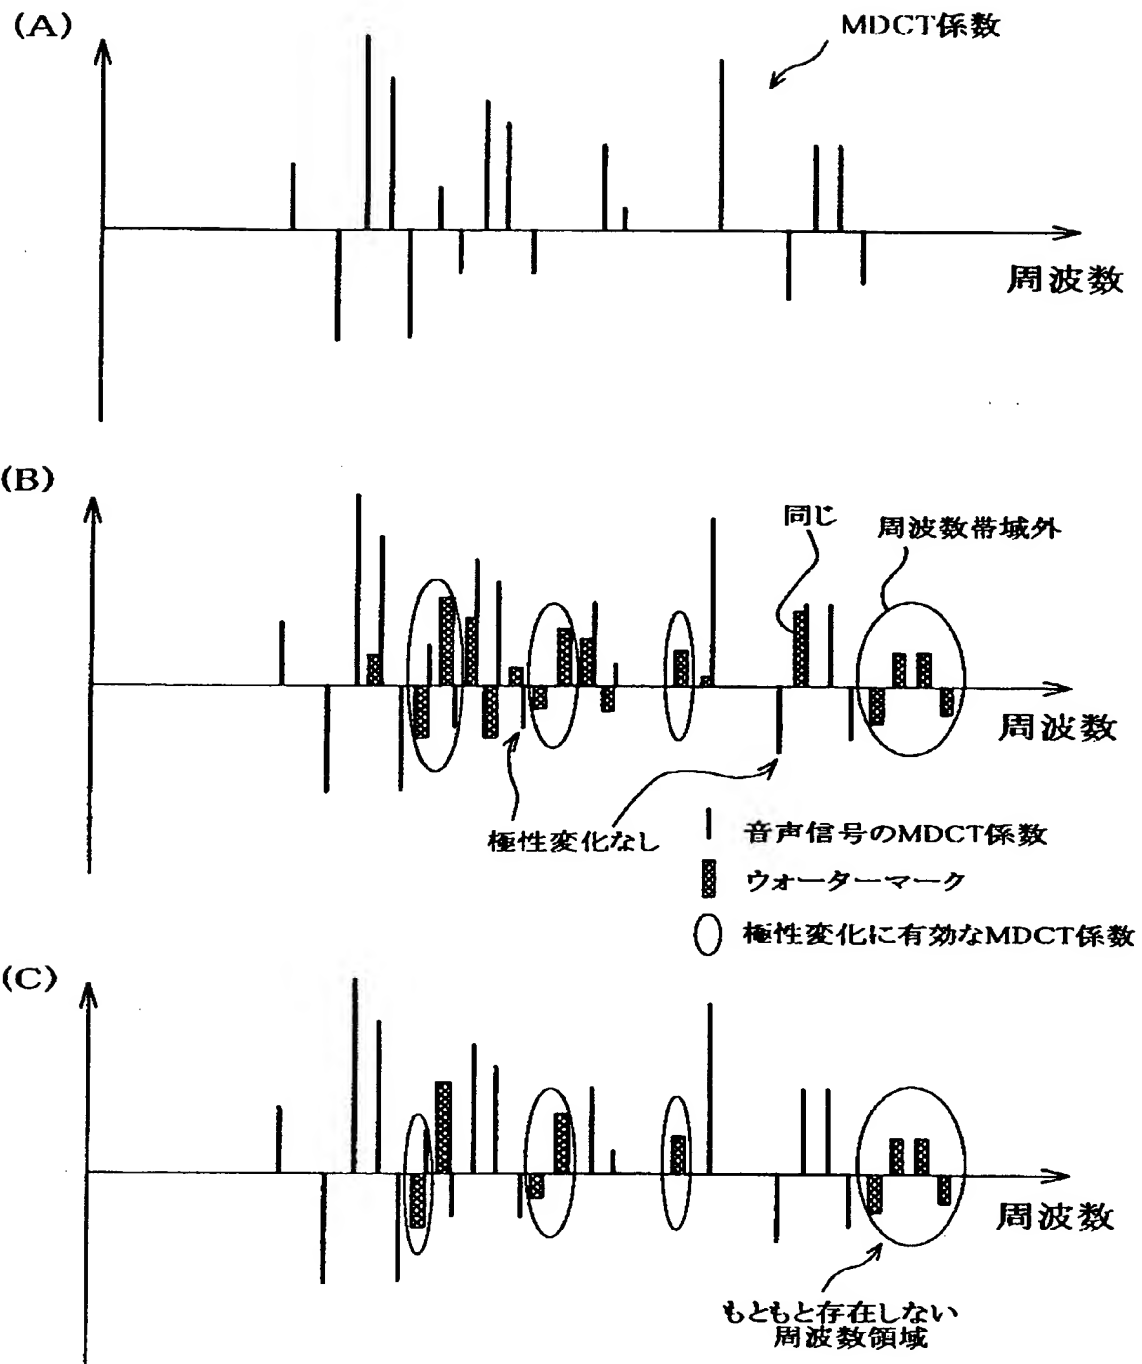 (A)
MDCT係数
周波数
(B)
同じ
周波数帯域外
周波数
極性変化なし
音声信号のMDCT係数
ウォーターマーク
極性変化に有効なMDCT係数
(C)
周波数
もともと存在しない
周波数領域